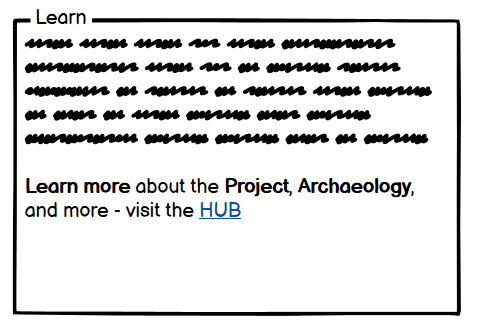 Learn
Learn more about the Project, Archaeology,
and more - visit the HUB